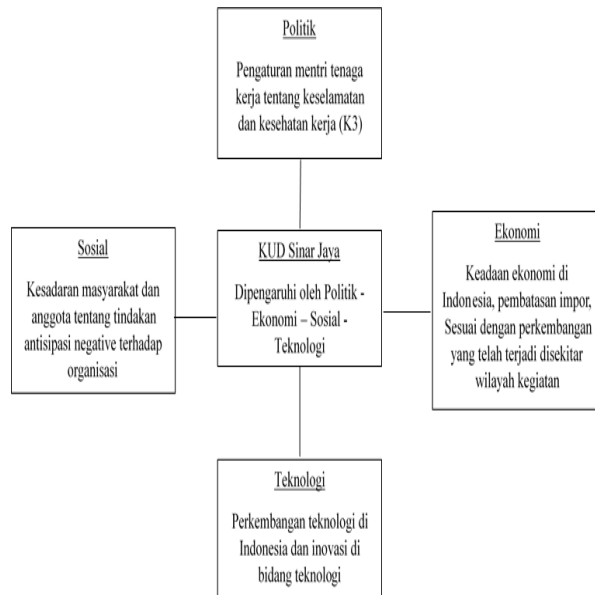 Politik
Pengaturan mentri tenaga
kerja tentang keselamatan
dan kesehatan kerja (K3)
Sosial
Kesadaran masyarakat dan
anggota tentang tindakan
antisipasi negative terhadap
organisasi
KUD Sinar Jaya
Dipengaruhi oleh Politik -
Ekonomi – Sosial -
Teknologi
Ekonomi
Keadaan ekonomi di
Indonesia, pembatasan impor,
Sesuai dengan perkembangan
yang telah terjadi disekitar
wilayah kegiatan
Teknologi
Perkembangan teknologi di
Indonesia dan inovasi di
bidang teknologi